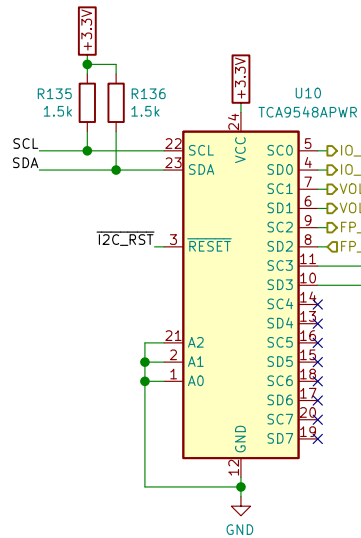 +3.3V
+3.3V
R135
1.5k
R136
1.5k
U10
TCA9548APWR
24
VCC
SCL
22
SCL
SDA
23
SDA
I2C_RST
3
RESET
21
A2
2
A1
1
A0
SC0
5
IO_
SD0
4
IO_
SC1
7
VOL
SD1
6
VOL
SC2
9
FP_
SD2
8
FP_
SC3
11
SD3
10
SC4
14
SD4
13
SC5
16
SD5
15
SC6
18
SD6
17
SC7
20
SD7
19
GND
12
GND